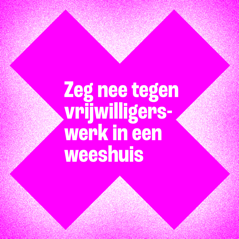 Zeg nee tegen
vrijwilligers-
werk in een
weeshuis